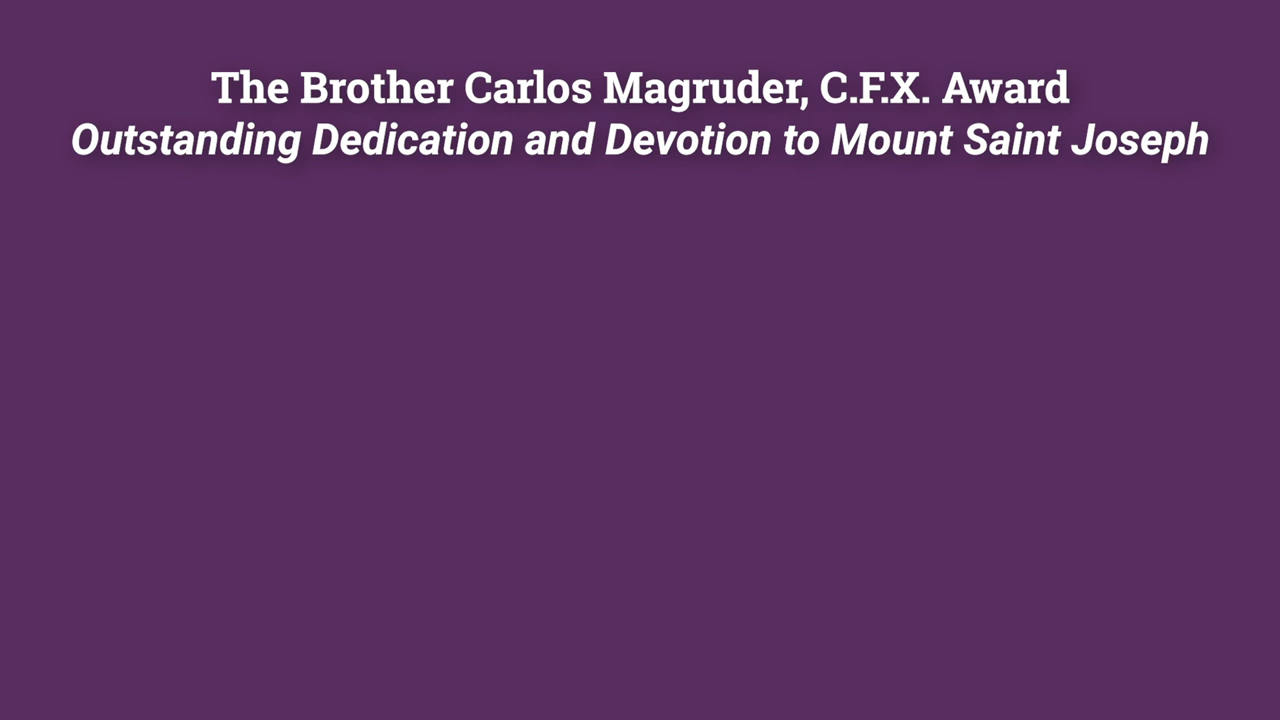 The Brother Carlos Magruder, C.F.X. Award
Outstanding Dedication and Devotion to Mount Saint Joseph